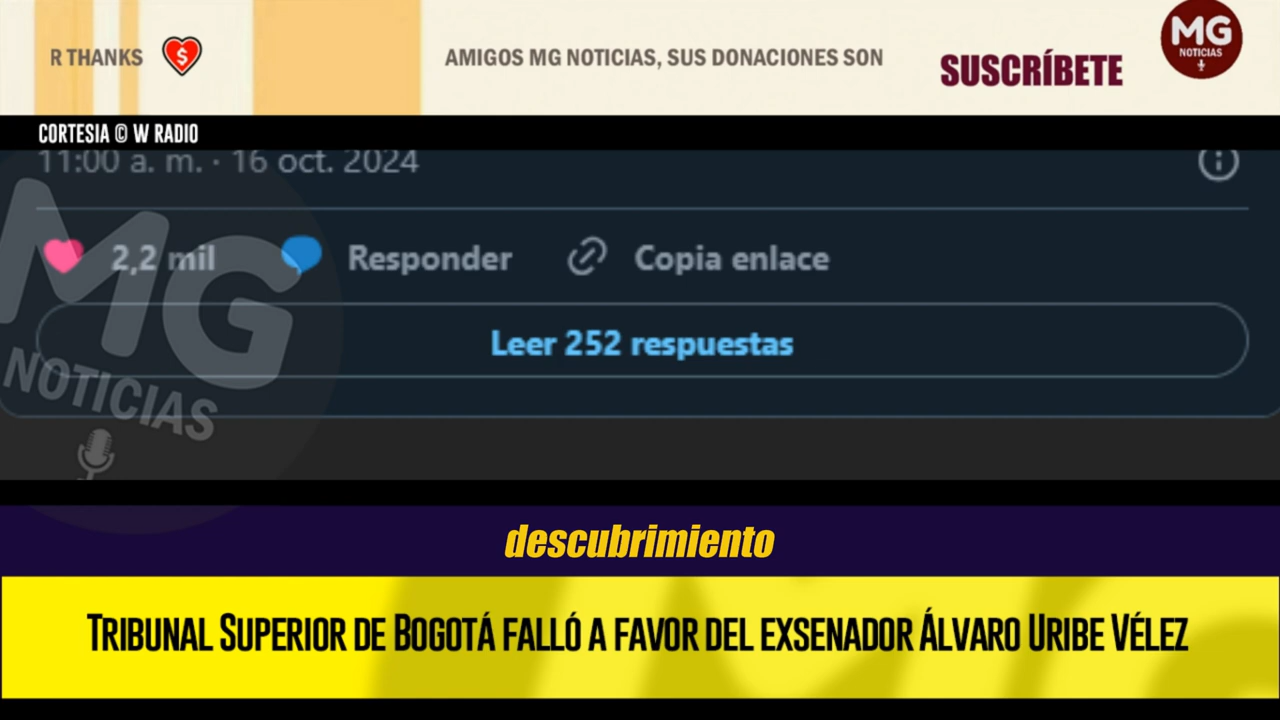 R THANKS
AMIGOS MG NOTICIAS, SUS DONACIONES SON
SUSCRÍBETE
MG
NOTICIAS
CORTESIA © W RADIO
11:00 a. m. · 16 oct. 2024
2,2 mil
Responder
Copia enlace
Leer 252 respuestas
MG
NOTICIAS
descubrimiento
TRIBUNAL SUPERIOR DE BOGOTÁ FALLÓ A FAVOR DEL EXSENADOR ÁLVARO URIBE VÉLEZ